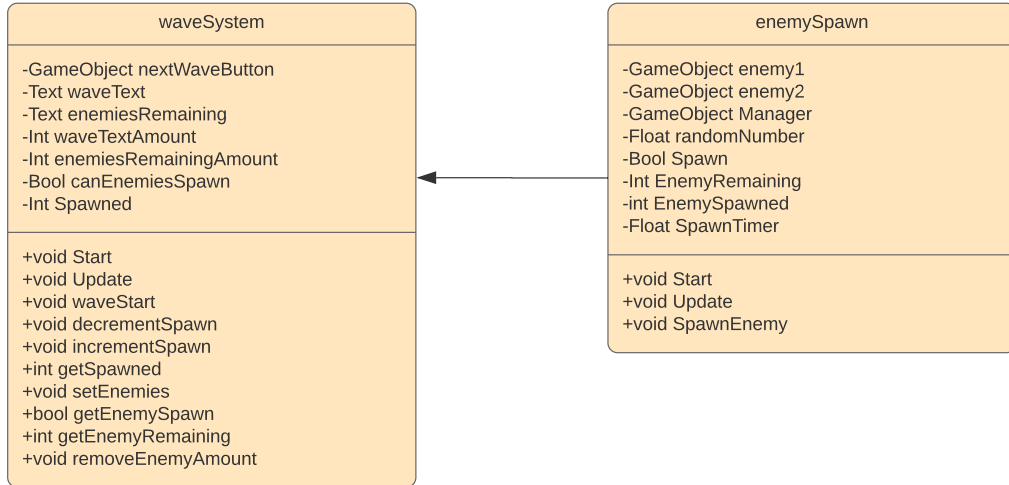 waveSystem
-GameObject nextWaveButton
-Text waveText
-Text enemiesRemaining
-Int waveTextAmount
-Int enemiesRemainingAmount
-Bool canEnemiesSpawn
-Int Spawned
+void Start
+void Update
+void waveStart
+void decrementSpawn
+void incrementSpawn
+int getSpawned
+void setEnemies
+bool getEnemySpawn
+int getEnemyRemaining
+void removeEnemyAmount
enemySpawn
-GameObject enemy1
-GameObject enemy2
-GameObject Manager
-Float randomNumber
-Bool Spawn
-Int EnemyRemaining
-int EnemySpawned
-Float SpawnTimer
+void Start
+void Update
+void SpawnEnemy